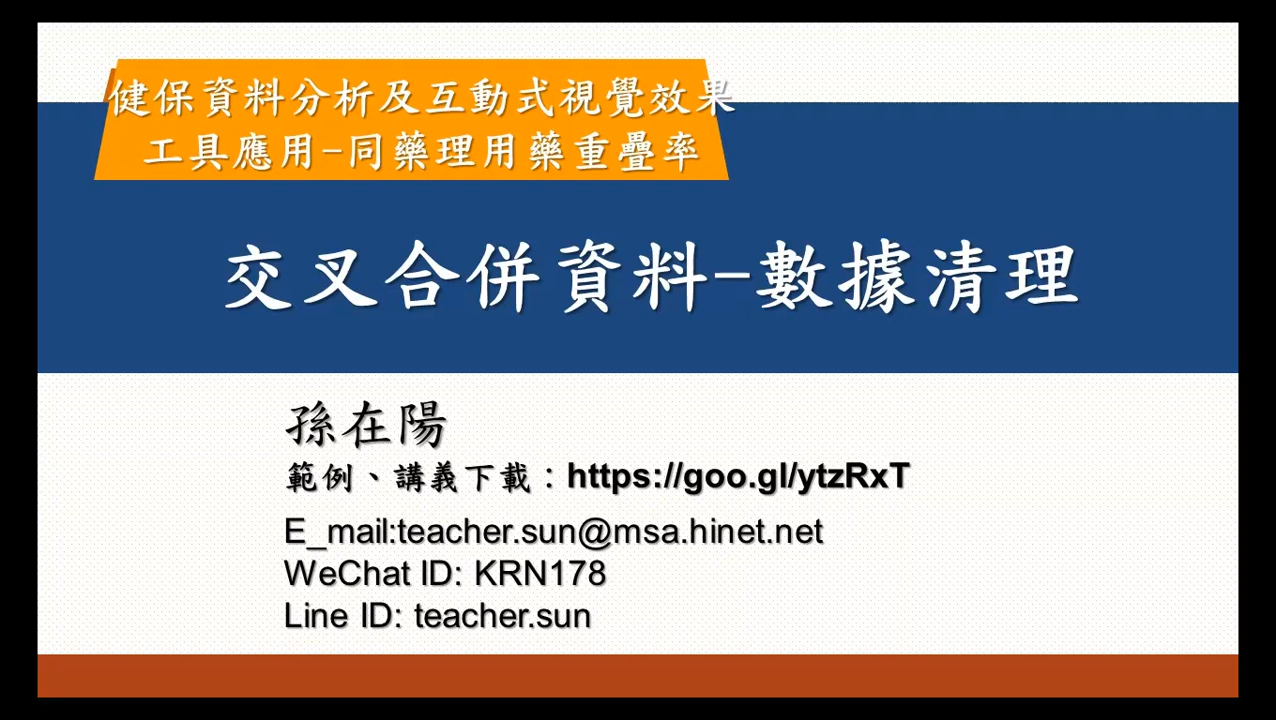 健保資料分析及互動式視覺效果
工具應用-同藥理用藥重疊率
交叉合併資料-數據清理
孫在陽
範例、講義下載：https://goo.gl/ytzRxT
E_mail:teacher.sun@msa.hinet.net
WeChat ID: KRN178
Line ID: teacher.sun